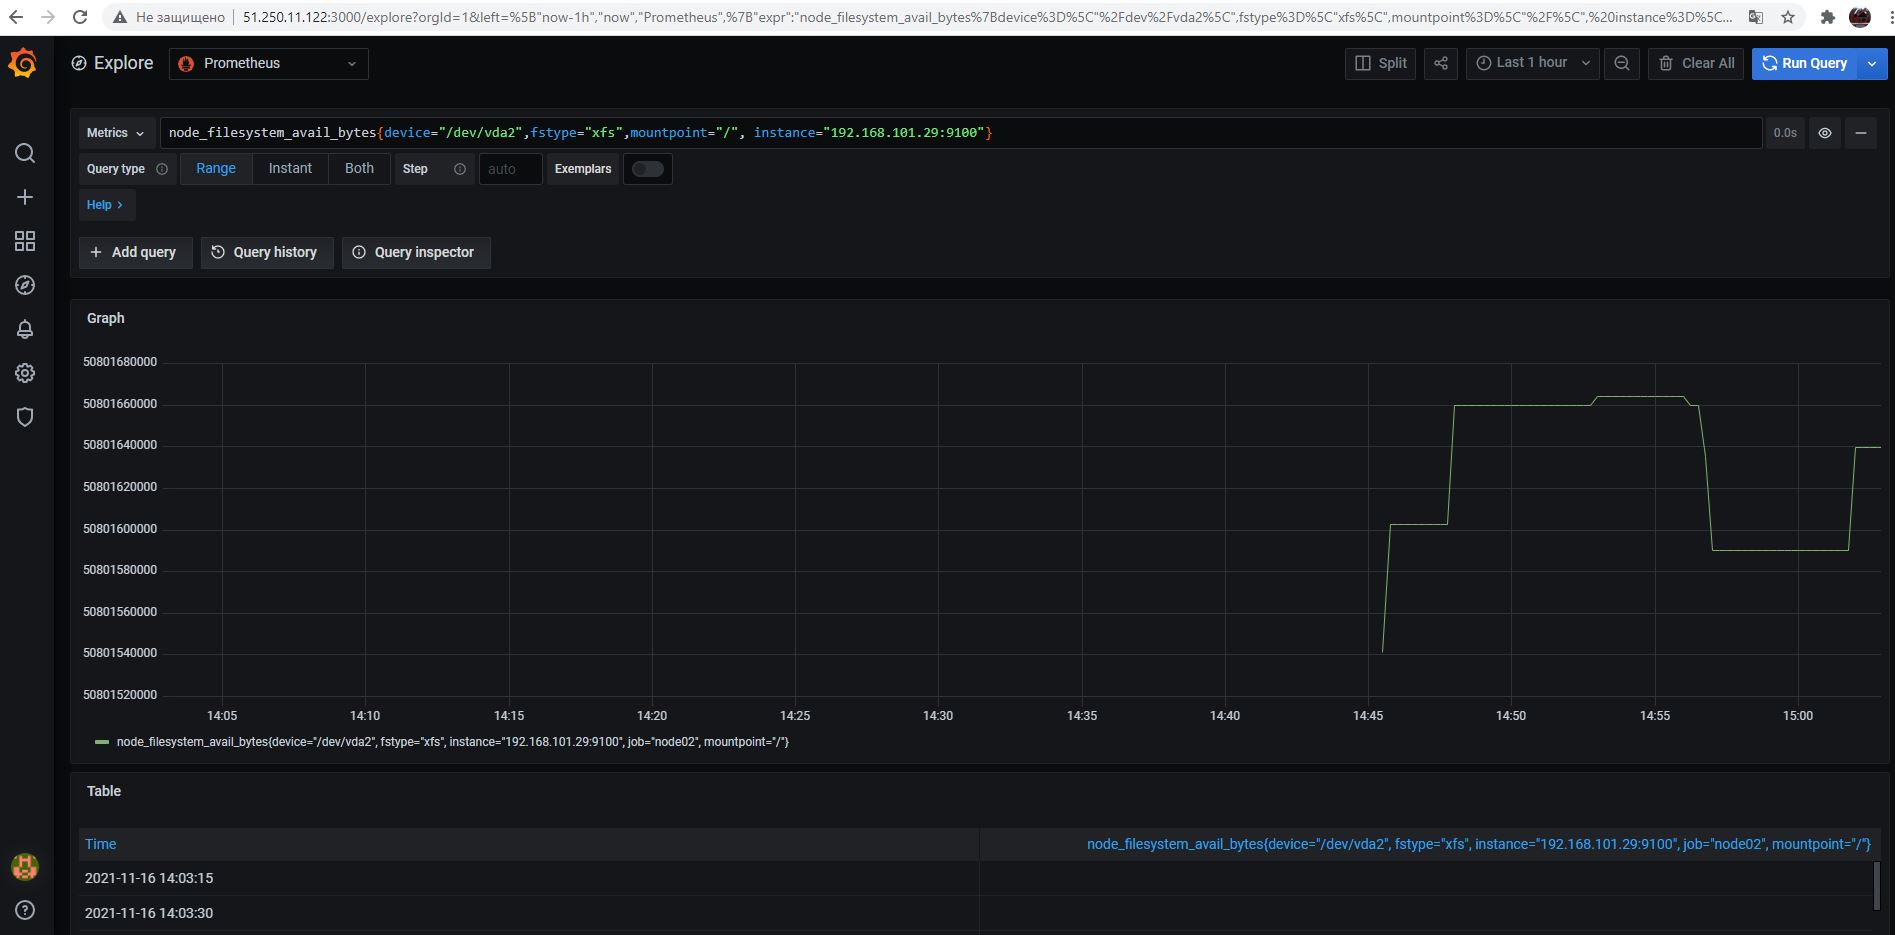 Не защищено 51.250.11.122:3000/explore?orgId=1&left=%5B"now-1h","now","Prometheus",%7B"expr":"node_filesystem_avail_bytes%7Bdevice%3D%5C"%2Fdev%2Fvda2%5C",fstype%3D%5C"xfs%5C",mountpoint%3D%5C"%2F%5C",%20instance%3D%5C...
Explore Prometheus Split Last 1 hour Clear All Run Query
Metrics node_filesystem_avail_bytes{device="/dev/vda2",fstype="xfs",mountpoint="/", instance="192.168.101.29:9100"} 0.0s
Query type Range Instant Both Step auto Exemplars
Help >
+ Add query Query history Query inspector
Graph
50801680000
50801660000
50801640000
50801620000
50801600000
50801580000
50801560000
50801540000
50801520000
14:05 14:10 14:15 14:20 14:25 14:30 14:35 14:40 14:45 14:50 14:55 15:00
node_filesystem_avail_bytes{device="/dev/vda2", fstype="xfs", instance="192.168.101.29:9100", job="node02", mountpoint="/"}
Table
Time node_filesystem_avail_bytes{device="/dev/vda2", fstype="xfs", instance="192.168.101.29:9100", job="node02", mountpoint="/"}
2021-11-16 14:03:15
2021-11-16 14:03:30